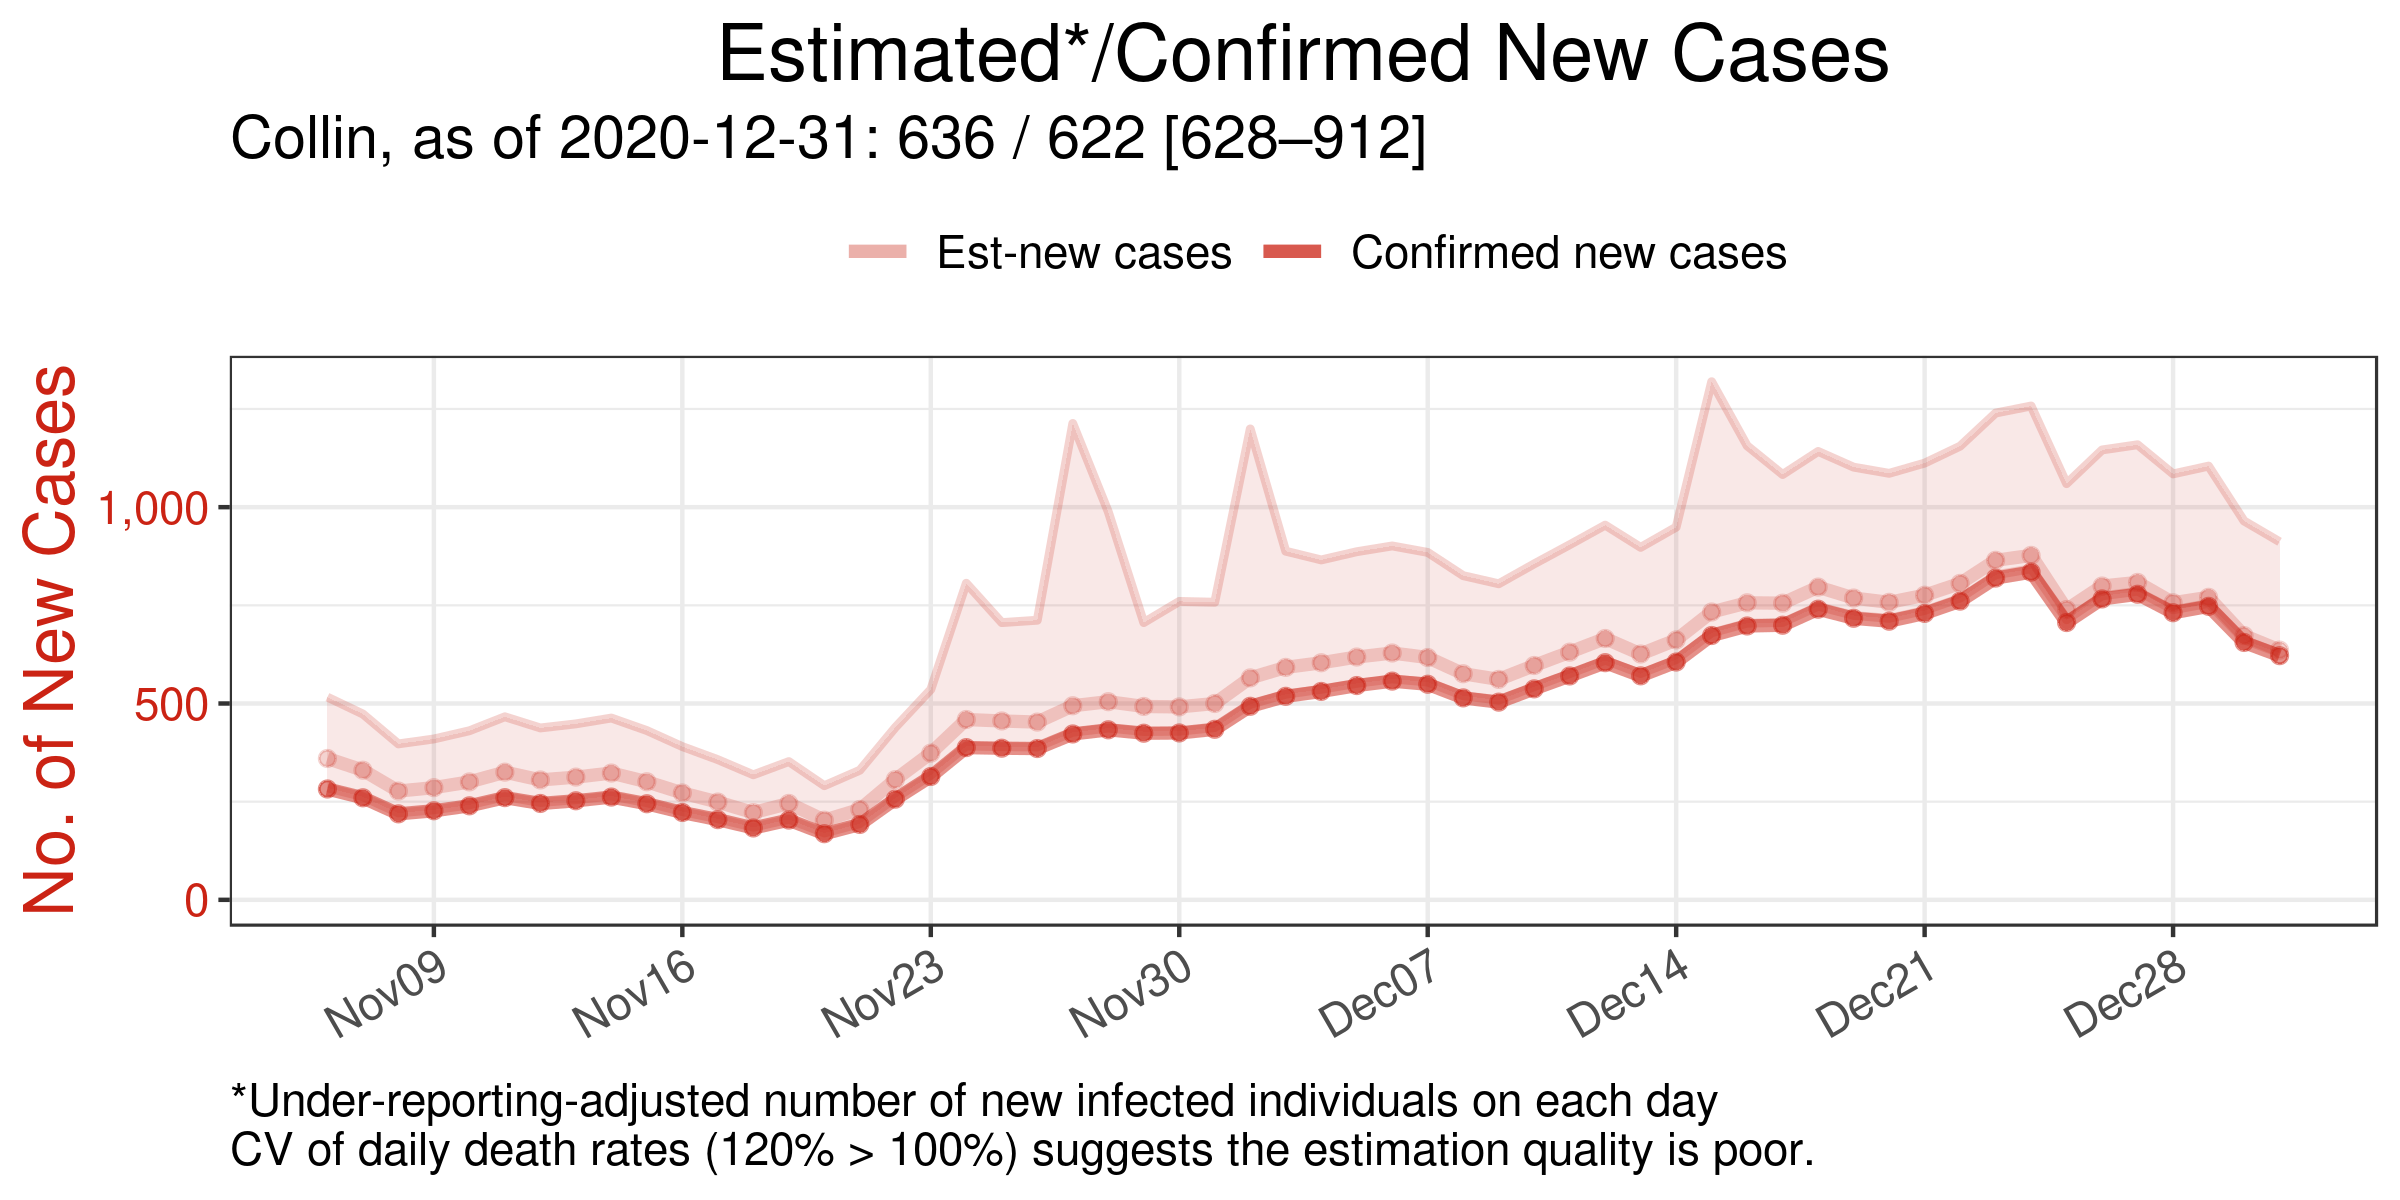 Estimated*/Confirmed New Cases
Collin, as of 2020-12-31: 636 / 622 [628–912]
Est-new cases
Confirmed new cases
No. of New Cases
1,000
500
0
Nov09
Nov16
Nov23
Nov30
Dec07
Dec14
Dec21
Dec28
*Under-reporting-adjusted number of new infected individuals on each day
CV of daily death rates (120% > 100%) suggests the estimation quality is poor.